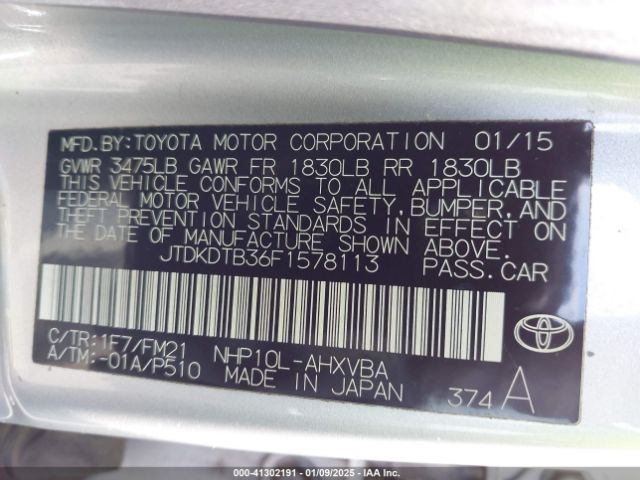 MFD.BY:TOYOTA MOTOR CORPORATION 01/15
GVWR 3475LB GAWR FR 1830LB RR 1830LB
THIS VEHICLE CONFORMS TO ALL APPLICABLE
FEDERAL MOTOR VEHICLE SAFETY,BUMPER,AND
THEFT PREVENTION STANDARDS IN EFFECT ON
THE DATE OF MANUFACTURE SHOWN ABOVE.
JTDKDTB36F1578113 PASS.CAR
C/TR:1F7/FM21 NHP10L-AHXVBA
A/TM:-01A/P510 MADE IN JAPAN 374 A
000-41302191 - 01/09/2025 - IAA Inc.